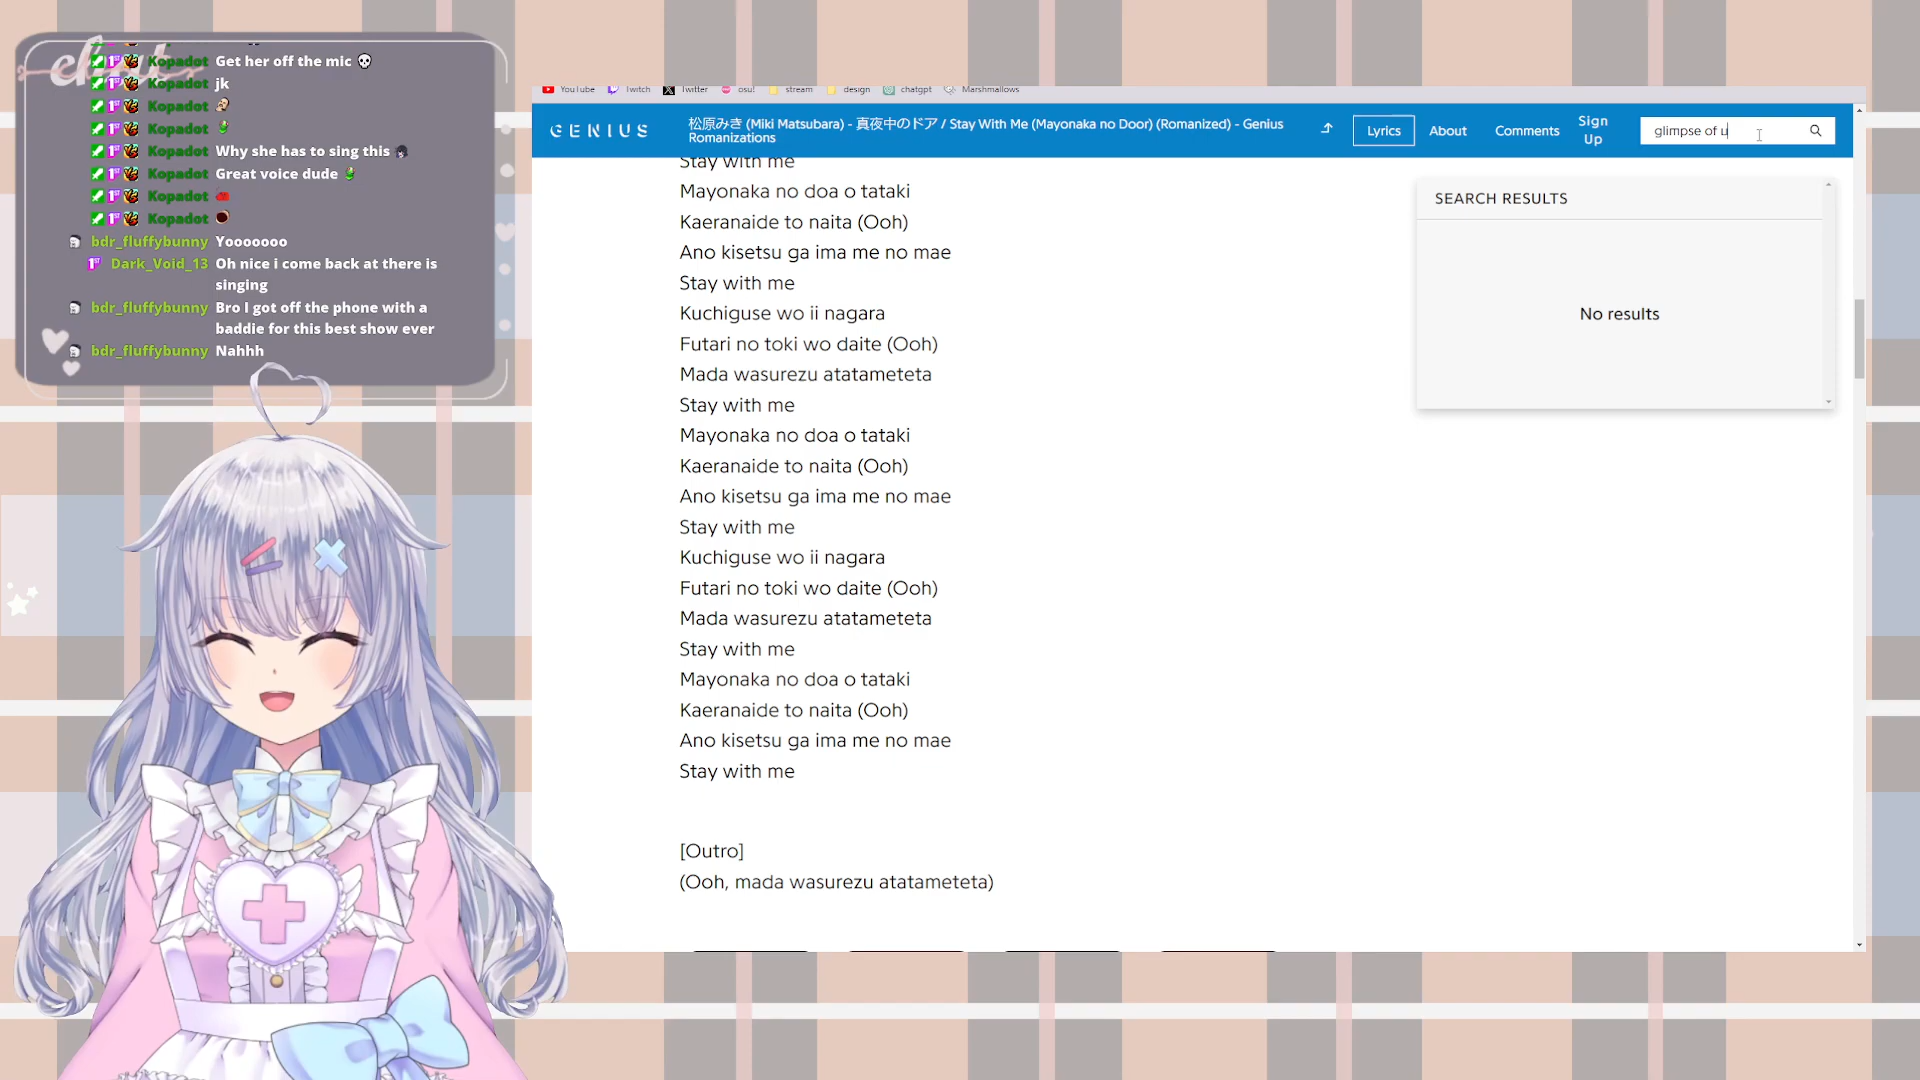 chat
Kopadot Get her off the mic
Kopadot jk
Kopadot
Kopadot
Kopadot Why she has to sing this
Kopadot Great voice dude
Kopadot
Kopadot
bdr_fluffybunny Yooooooo
Dark_Void_13 Oh nice i come back at there is
singing
bdr_fluffybunny Bro I got off the phone with a
baddie for this best show ever
bdr_fluffybunny Nahhh
YouTube Twitch Twitter osu! stream design chatgpt Marshmallows
GENIUS
松原みき (Miki Matsubara) - 真夜中のドア / Stay With Me (Mayonaka no Door) (Romanized) - Genius
Romanizations
Lyrics About Comments Sign
Up
glimpse of u
SEARCH RESULTS
No results
Stay with me
Mayonaka no doa o tataki
Kaeranaide to naita (Ooh)
Ano kisetsu ga ima me no mae
Stay with me
Kuchiguse wo ii nagara
Futari no toki wo daite (Ooh)
Mada wasurezu atatameteta
Stay with me
Mayonaka no doa o tataki
Kaeranaide to naita (Ooh)
Ano kisetsu ga ima me no mae
Stay with me
Kuchiguse wo ii nagara
Futari no toki wo daite (Ooh)
Mada wasurezu atatameteta
Stay with me
Mayonaka no doa o tataki
Kaeranaide to naita (Ooh)
Ano kisetsu ga ima me no mae
Stay with me
[Outro]
(Ooh, mada wasurezu atatameteta)